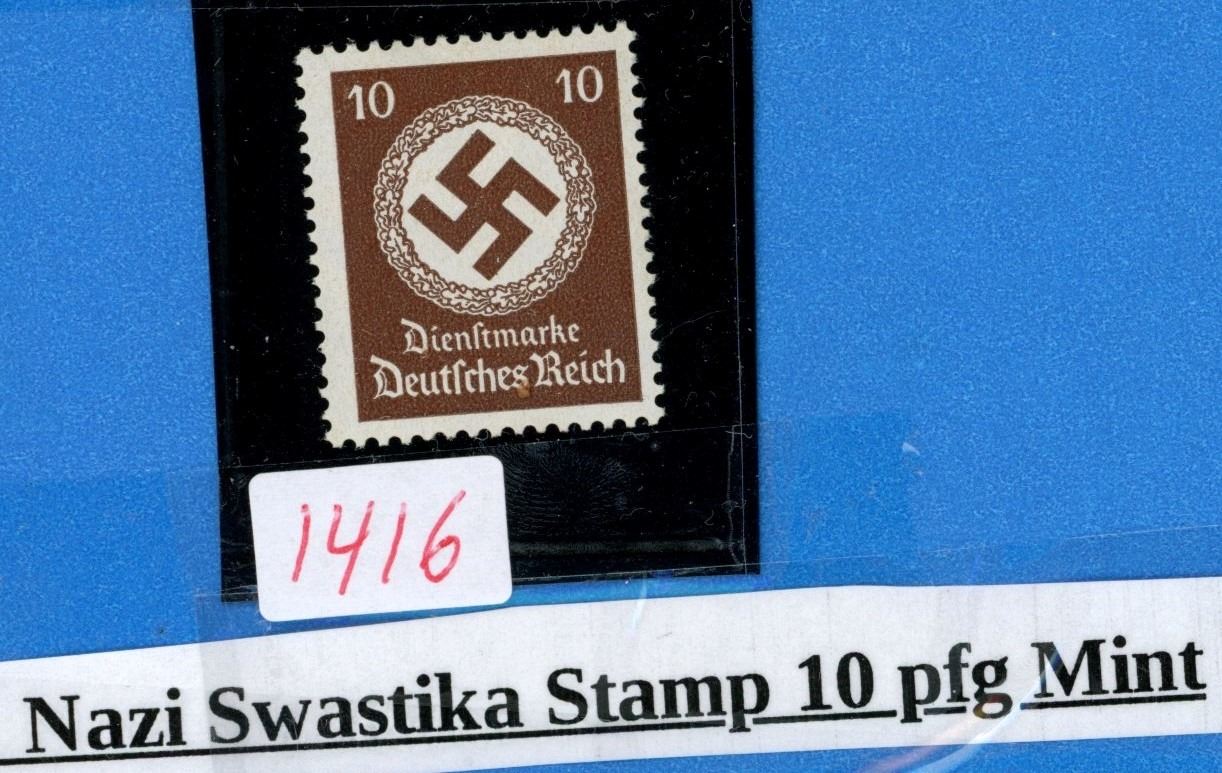 10 10
Dienſtmarke
Deutſches Reich
1416
Nazi Swastika Stamp 10 pfg Mint